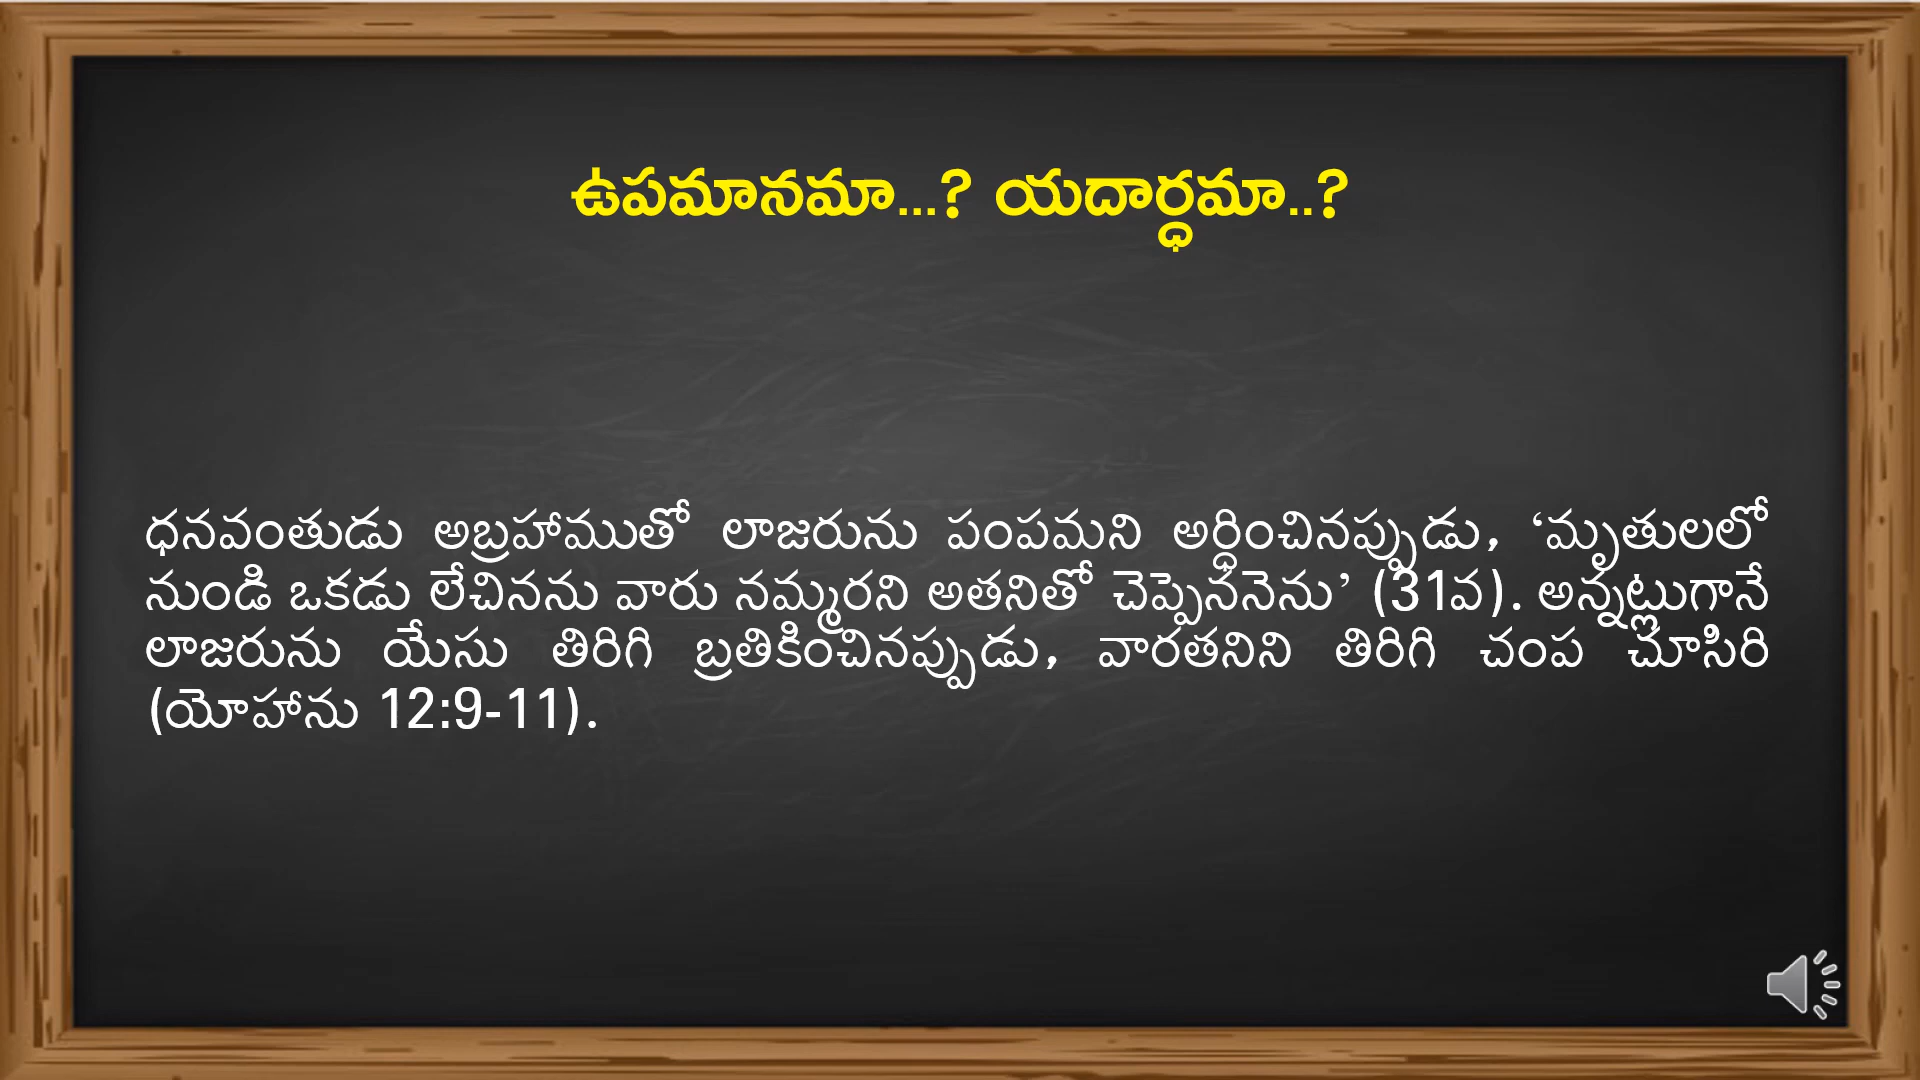 ఉపమానమా...? యదార్ధమా..?
ధనవంతుడు అబ్రహాముతో లాజరును పంపమని అర్ధించినప్పుడు, ‘మృతులలో
నుండి ఒకడు లేచినను వారు నమ్మరని అతనితో చెప్పెననెను’ (31వ). అన్నట్లుగానే
లాజరును యేసు తిరిగి బ్రతికించినప్పుడు, వారతనిని తిరిగి చంప చూసిరి
(యోహాను 12:9-11).